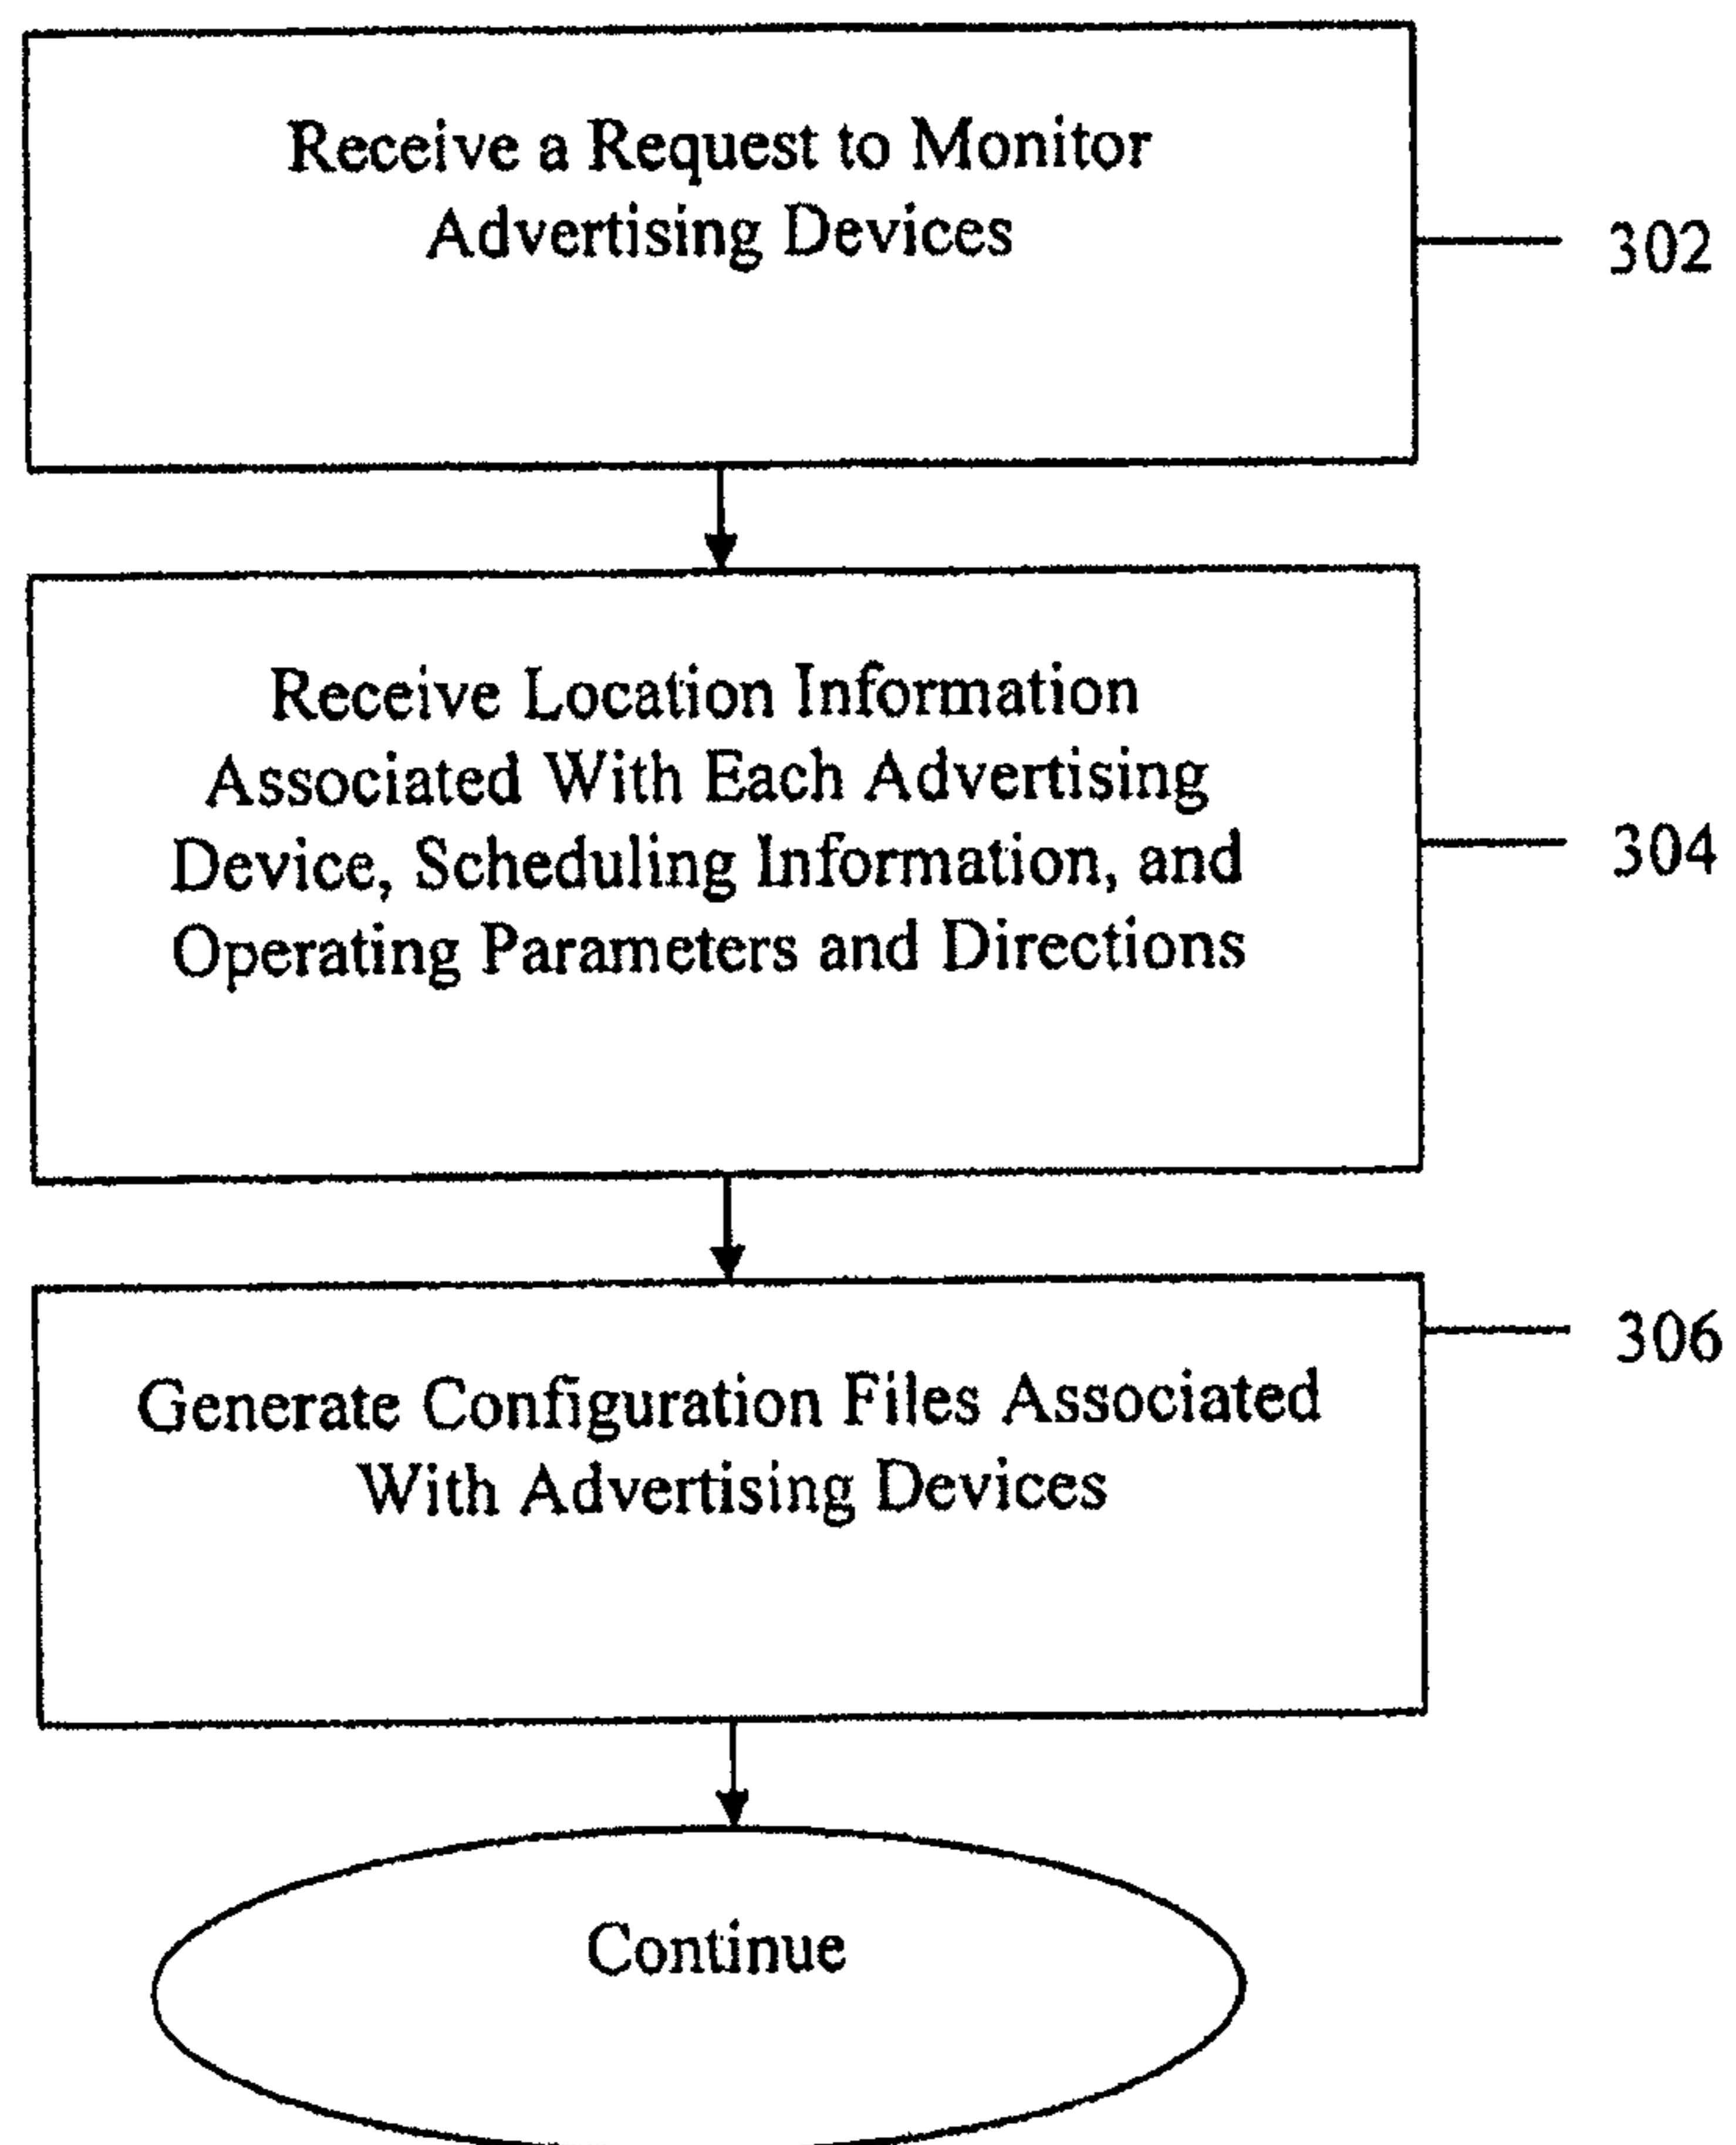 Receive a Request to Monitor
Advertising Devices
302
Receive Location Information
Associated With Each Advertising
Device, Scheduling Information, and
Operating Parameters and Directions
304
306
Generate Configuration Files Associated
With Advertising Devices
Continue